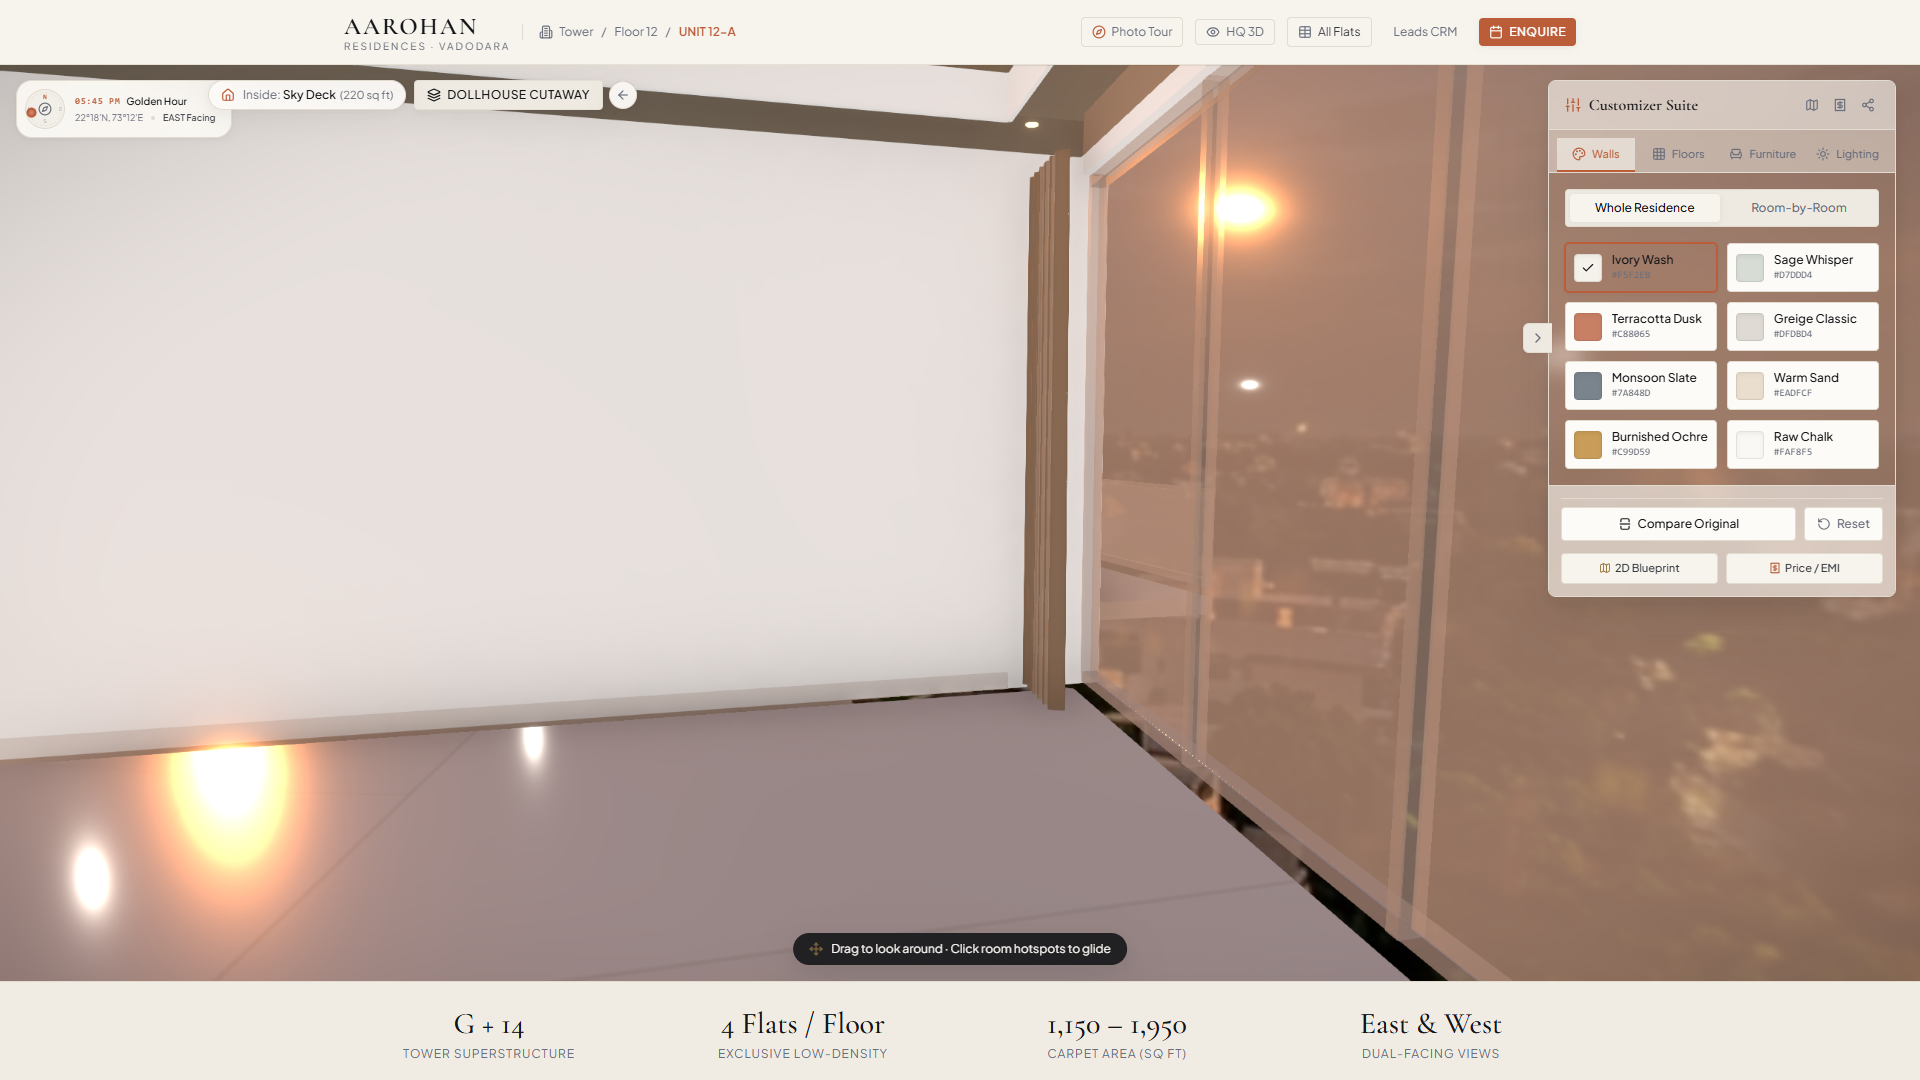 AAROHAN
RESIDENCES · VADODARA
Tower / Floor 12 / UNIT 12-A
Photo Tour
HQ 3D
All Flats
Leads CRM
ENQUIRE
N
05:45 PM Golden Hour
22°18'N, 73°12'E EAST Facing
Inside: Sky Deck (220 sq ft)
DOLLHOUSE CUTAWAY
Customizer Suite
Walls
Floors
Furniture
Lighting
Whole Residence
Room-by-Room
Ivory Wash
#F5F2EB
Sage Whisper
#D7DDD4
Terracotta Dusk
#C88065
Greige Classic
#DFDBD4
Monsoon Slate
#7A848D
Warm Sand
#EADFCF
Burnished Ochre
#C99D59
Raw Chalk
#FAF8F5
Compare Original
Reset
2D Blueprint
Price / EMI
Drag to look around · Click room hotspots to glide
G + 14
TOWER SUPERSTRUCTURE
4 Flats / Floor
EXCLUSIVE LOW-DENSITY
1,150 – 1,950
CARPET AREA (SQ FT)
East & West
DUAL-FACING VIEWS